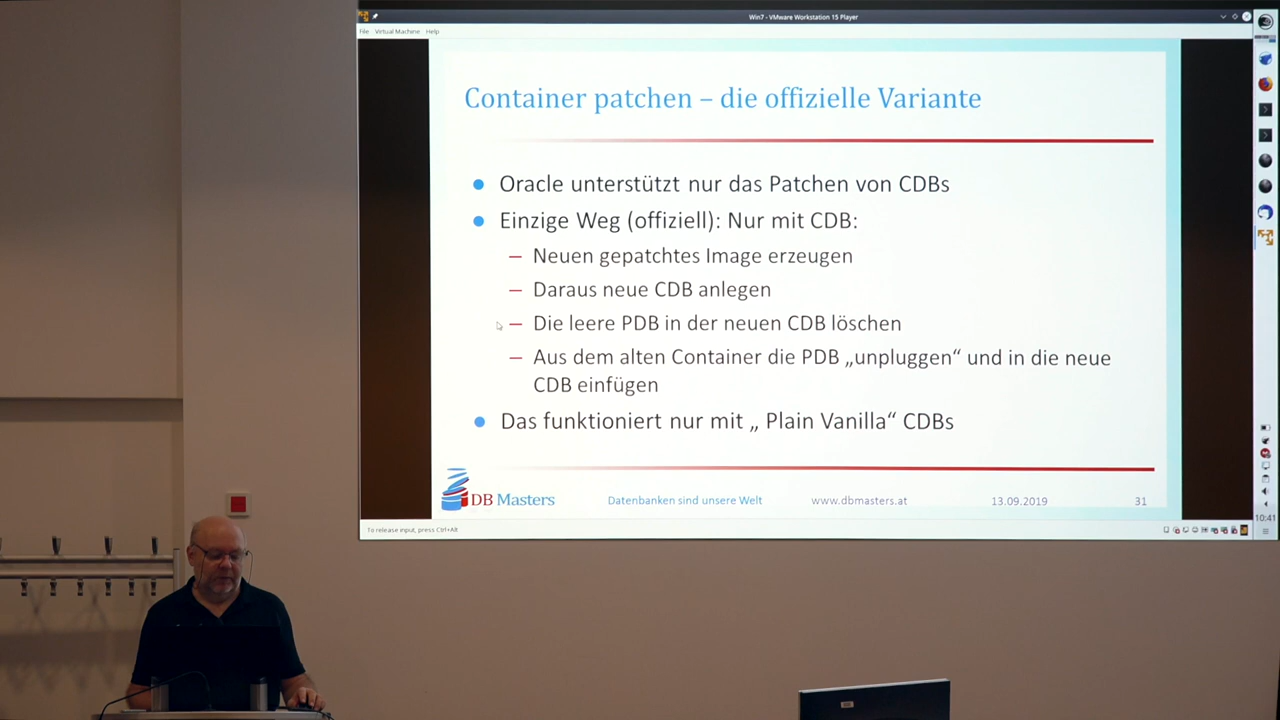 Win7 - VMware Workstation 15 Player
File Virtual Machine Help
Container patchen – die offizielle Variante
Oracle unterstützt nur das Patchen von CDBs
Einzige Weg (offiziell): Nur mit CDB:
– Neuen gepatchtes Image erzeugen
– Daraus neue CDB anlegen
– Die leere PDB in der neuen CDB löschen
– Aus dem alten Container die PDB „unpluggen“ und in die neue
CDB einfügen
Das funktioniert nur mit „ Plain Vanilla“ CDBs
DB Masters
Datenbanken sind unsere Welt
www.dbmasters.at
13.09.2019
31
10:41
To release input, press Ctrl+Alt